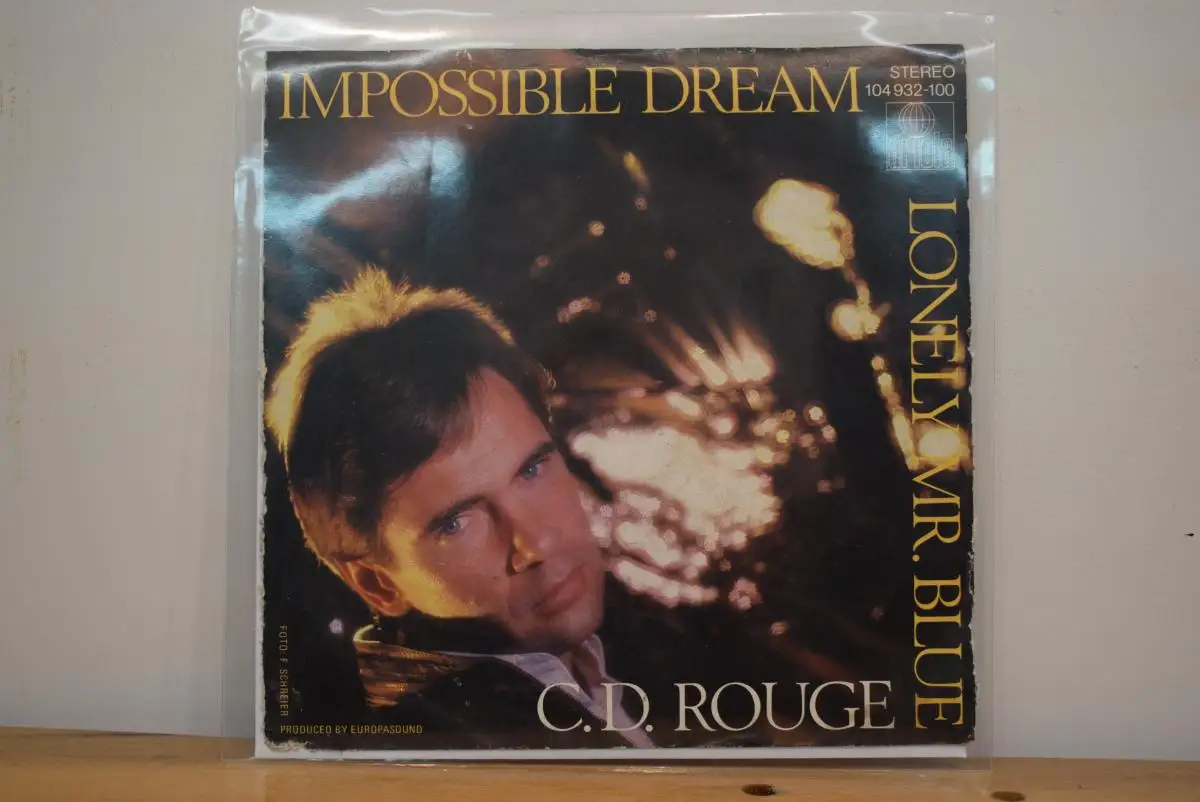 IMPOSSIBLE DREAM
STEREO
104 932-100
ariola
LONELY MR. BLUE
C.D. ROUGE
FOTO: F. SCHREIER
PRODUCED BY EUROPASOUND